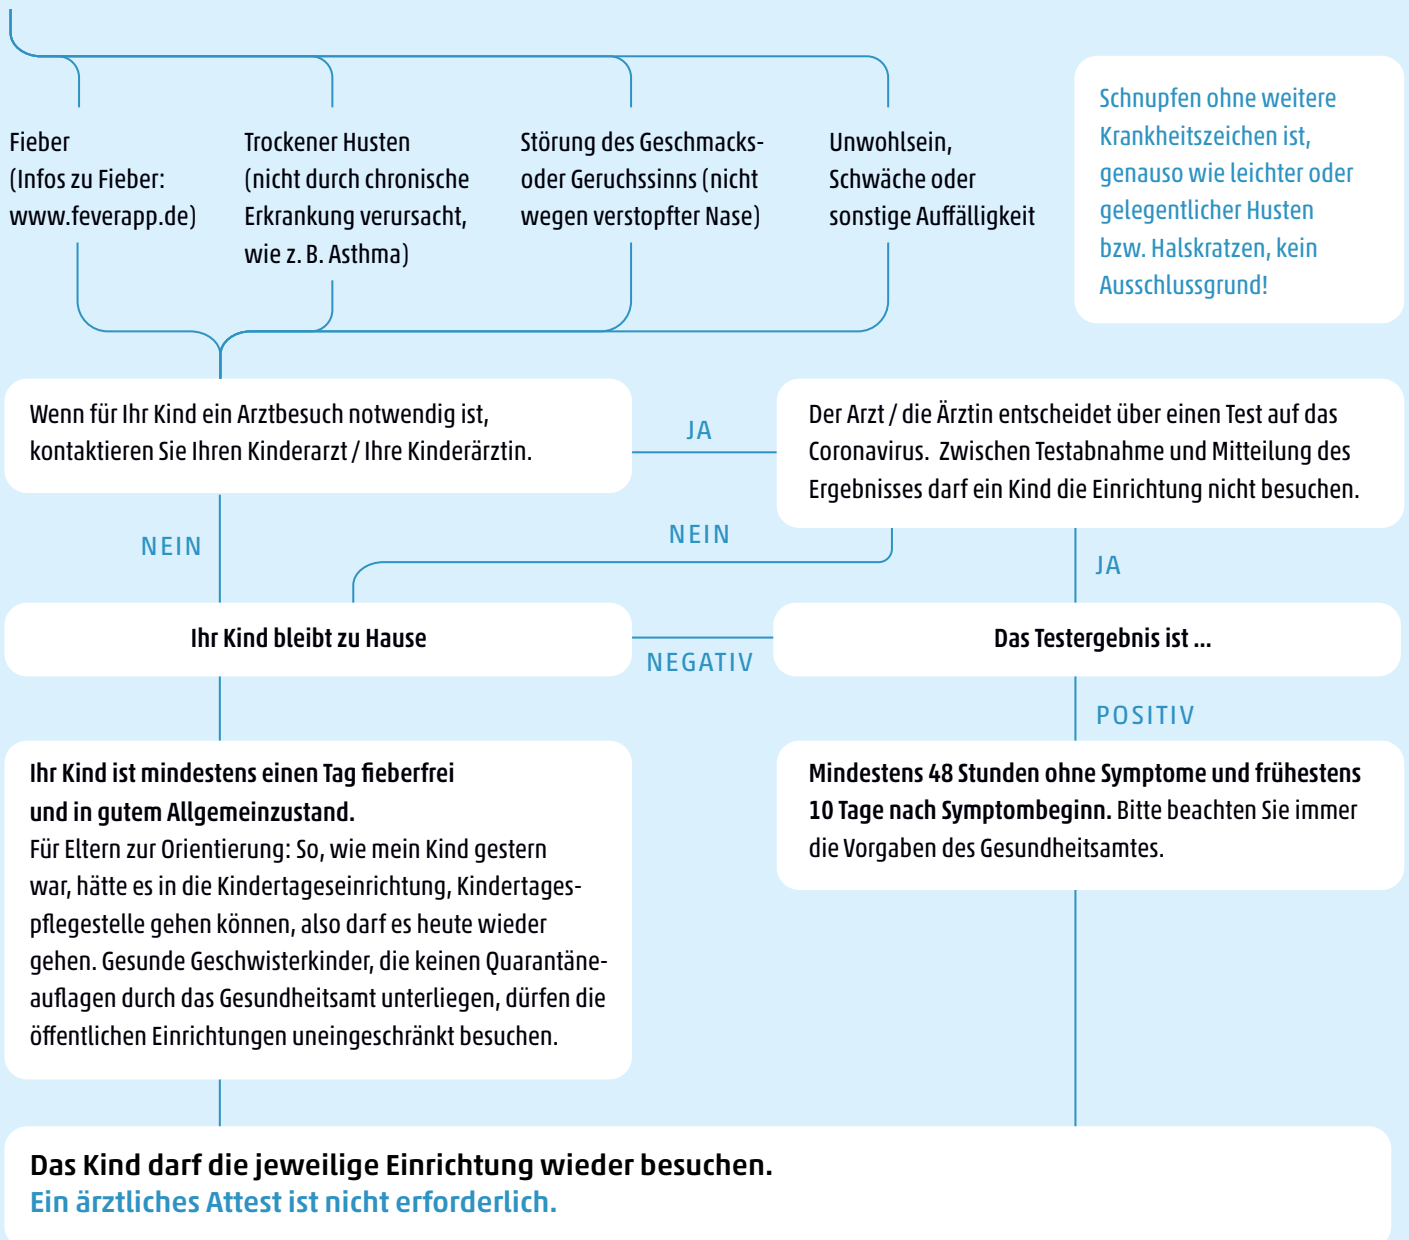 Fieber
(Infos zu Fieber:
www.feverapp.de)
Trockener Husten
(nicht durch chronische
Erkrankung verursacht,
wie z. B. Asthma)
Störung des Geschmacks-
oder Geruchssinns (nicht
wegen verstopfter Nase)
Unwohlsein,
Schwäche oder
sonstige Auffälligkeit
Schnupfen ohne weitere
Krankheitszeichen ist,
genauso wie leichter oder
gelegentlicher Husten
bzw. Halskratzen, kein
Ausschlussgrund!
Wenn für Ihr Kind ein Arztbesuch notwendig ist,
kontaktieren Sie Ihren Kinderarzt / Ihre Kinderärztin.
JA
Der Arzt / die Ärztin entscheidet über einen Test auf das
Coronavirus. Zwischen Testabnahme und Mitteilung des
Ergebnisses darf ein Kind die Einrichtung nicht besuchen.
NEIN
NEIN
JA
Ihr Kind bleibt zu Hause
NEGATIV
Das Testergebnis ist ...
POSITIV
Ihr Kind ist mindestens einen Tag fieberfrei
und in gutem Allgemeinzustand.
Für Eltern zur Orientierung: So, wie mein Kind gestern
war, hätte es in die Kindertageseinrichtung, Kindertages-
pflegestelle gehen können, also darf es heute wieder
gehen. Gesunde Geschwisterkinder, die keinen Quarantäne-
auflagen durch das Gesundheitsamt unterliegen, dürfen die
öffentlichen Einrichtungen uneingeschränkt besuchen.
Mindestens 48 Stunden ohne Symptome und frühestens
10 Tage nach Symptombeginn. Bitte beachten Sie immer
die Vorgaben des Gesundheitsamtes.
Das Kind darf die jeweilige Einrichtung wieder besuchen.
Ein ärztliches Attest ist nicht erforderlich.